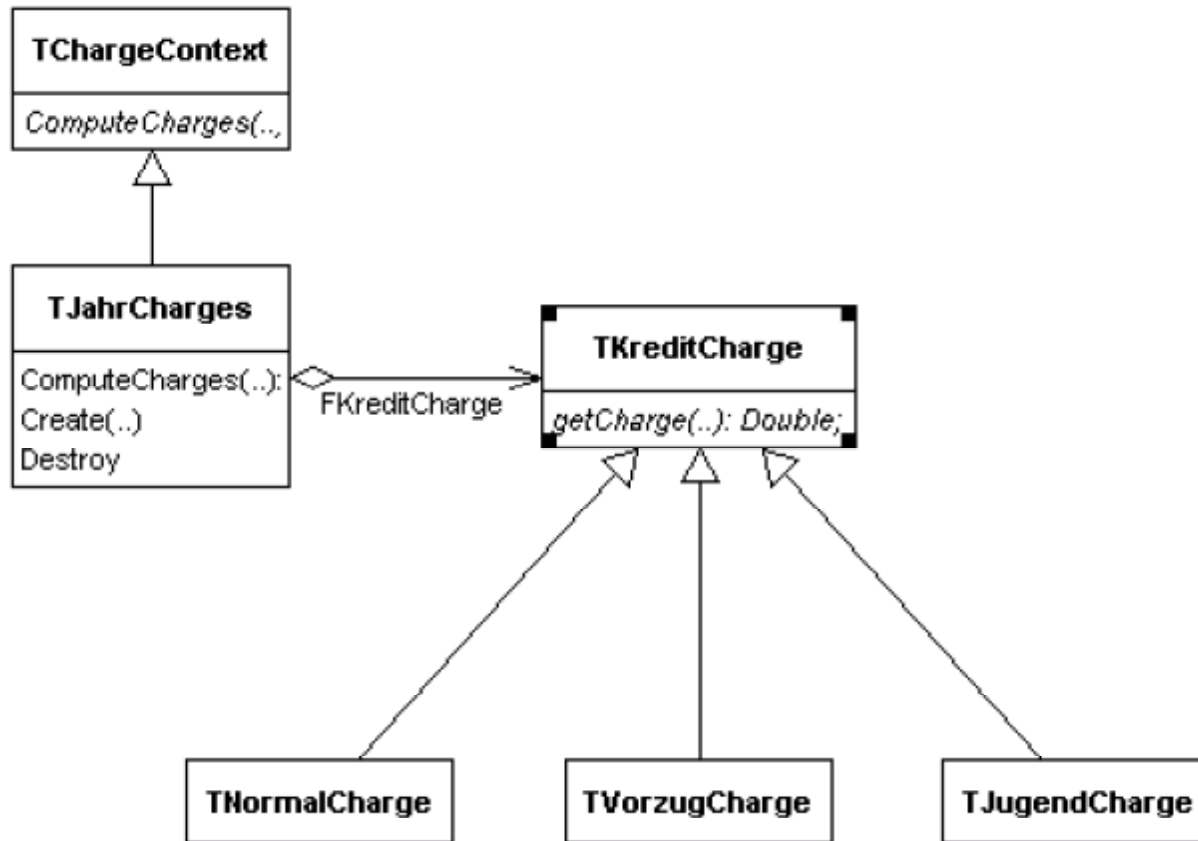 TChargeContext
ComputeCharges(..,
TJahrCharges
ComputeCharges(..):
Create(..)
Destroy
FKreditCharge
TKreditCharge
getCharge(..): Double;
TNormalCharge
TVorzugCharge
TJugendCharge